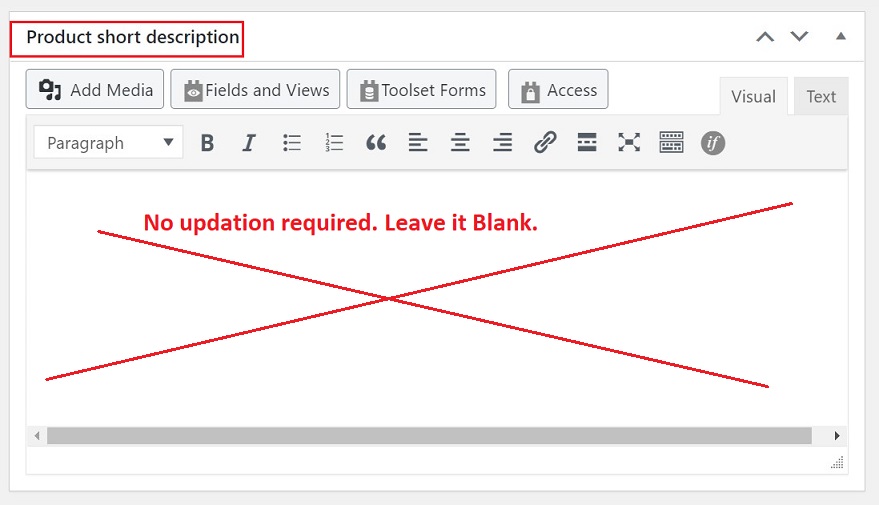 Product short description
Add Media Fields and Views Toolset Forms Access
Visual Text
Paragraph B I if
No updation required. Leave it Blank.